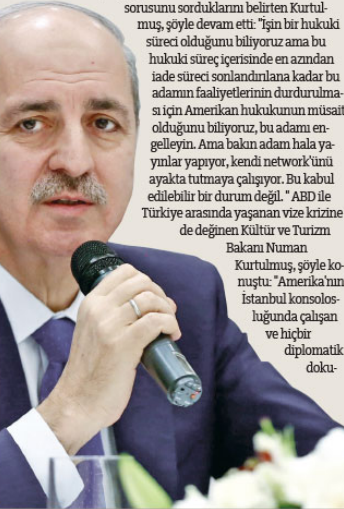 sorusunu sorduklarını belirten Kurtul-
muş, şöyle devam etti: "İşin bir hukuki
süreci olduğunu biliyoruz ama bu
hukuki süreç içerisinde en azından
iade süreci sonlandırılana kadar bu
adamın faaliyetlerinin durdurulma-
sı için Amerikan hukukunun müsait
olduğunu biliyoruz, bu adamı en-
gelleyin. Ama bakın adam hala ya-
yınlar yapıyor, kendi network'ünü
ayakta tutmaya çalışıyor. Bu kabul
edilebilir bir durum değil. " ABD ile
Türkiye arasında yaşanan vize krizine
de değinen Kültür ve Turizm
Bakanı Numan
Kurtulmuş, şöyle ko-
nuştu: "Amerika'nın
İstanbul konsolos-
luğunda çalışan
ve hiçbir
diplomatik
doku-